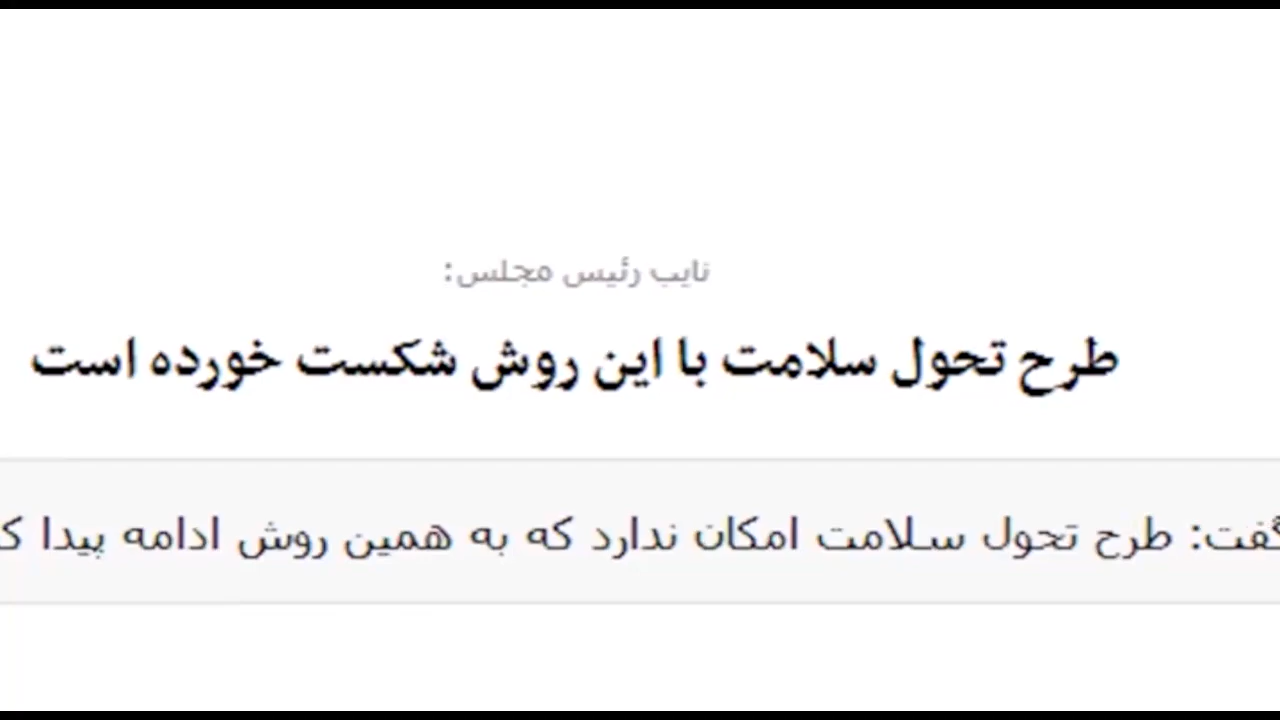 نایب رئیس مجلس:
طرح تحول سلامت با این روش شکست خورده است
گفت: طرح تحول سلامت امکان ندارد که به همین روش ادامه پیدا